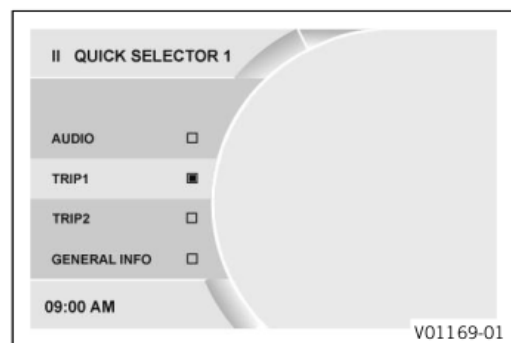 II QUICK SELECTOR 1
AUDIO
TRIP1
TRIP2
GENERAL INFO
09:00 AM
V01169-01